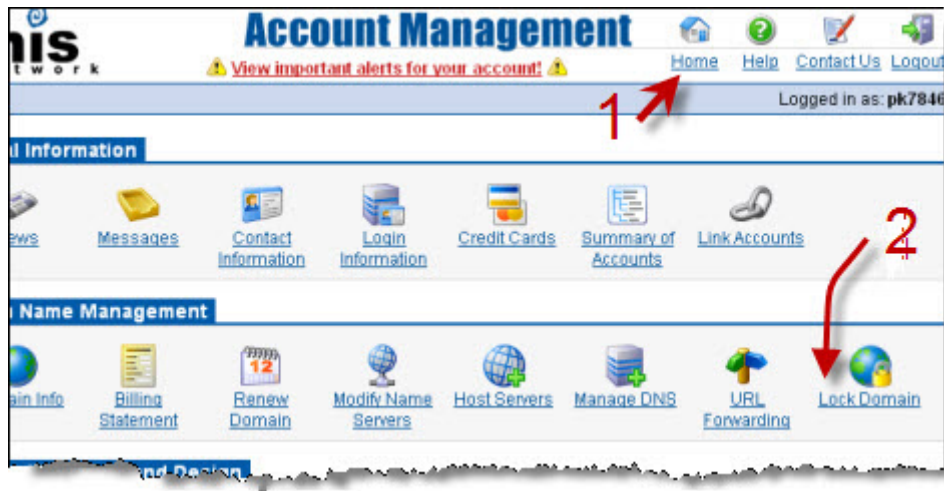 nis
Account Management
t w o r k
View important alerts for your account!
Home Help Contact Us Logout
1
Logged in as: pk7846
l Information
ews Messages Contact Information Login Information Credit Cards Summary of Accounts Link Accounts
2
Name Management
12
ain Info Billing Statement Renew Domain Modify Name Servers Host Servers Manage DNS URL Forwarding Lock Domain
and Design